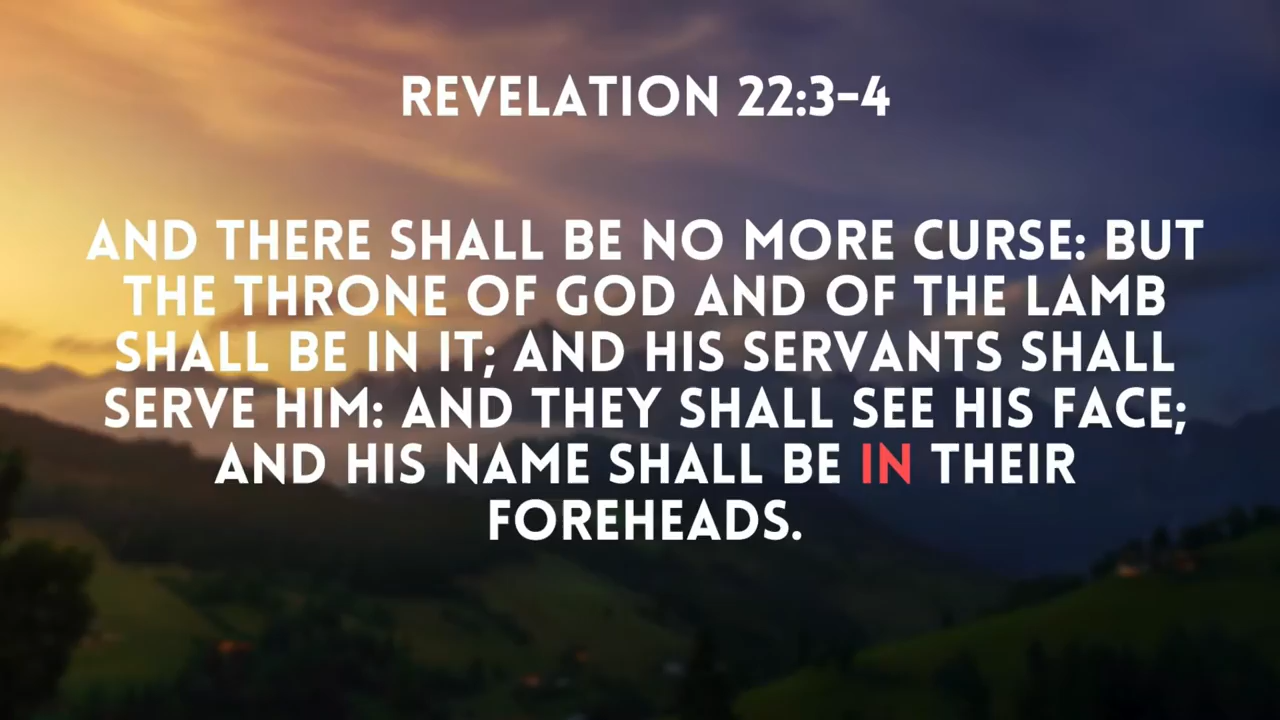 REVELATION 22:3-4
AND THERE SHALL BE NO MORE CURSE: BUT
THE THRONE OF GOD AND OF THE LAMB
SHALL BE IN IT; AND HIS SERVANTS SHALL
SERVE HIM: AND THEY SHALL SEE HIS FACE;
AND HIS NAME SHALL BE IN THEIR
FOREHEADS.